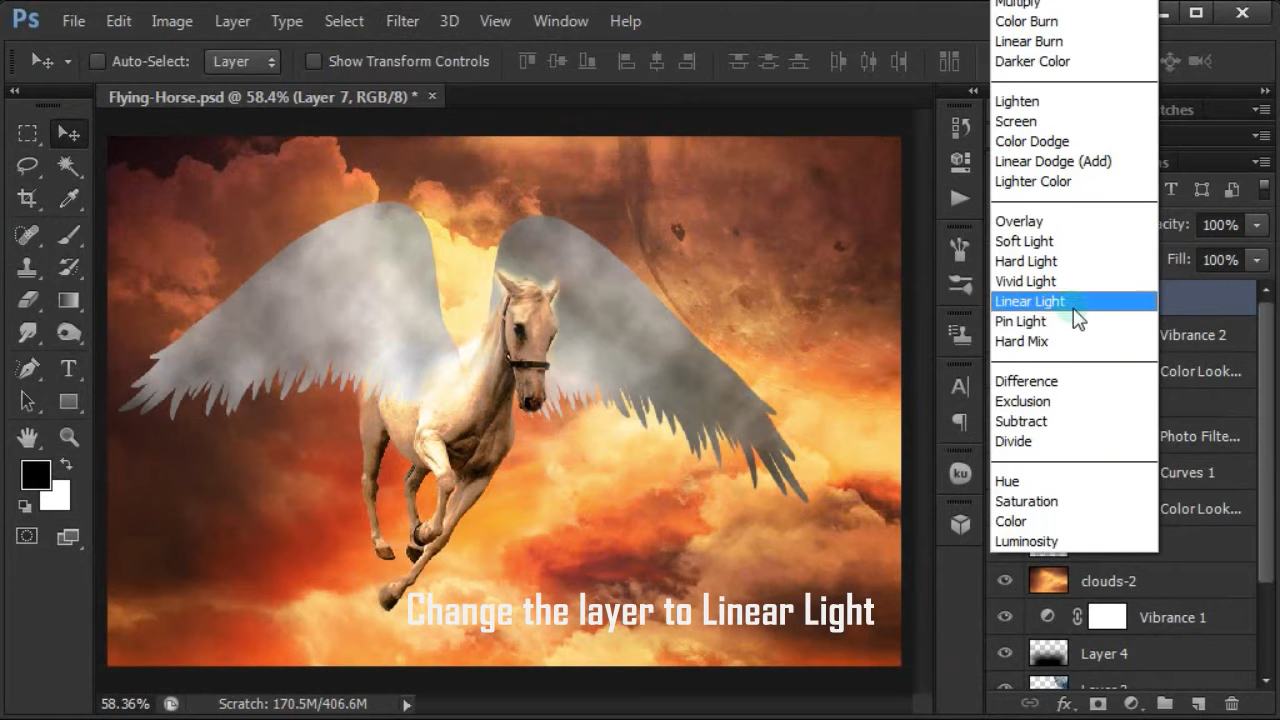 Ps File Edit Image Layer Type Select Filter 3D View Window Help
Auto-Select: Layer Show Transform Controls
Flying-Horse.psd @ 58.4% (Layer 7, RGB/8) * ×
Multiply
Color Burn
Linear Burn
Darker Color
Lighten
Screen
Color Dodge
Linear Dodge (Add)
Lighter Color
Overlay
Soft Light
Hard Light
Vivid Light
Linear Light
Pin Light
Hard Mix
Difference
Exclusion
Subtract
Divide
Hue
Saturation
Color
Luminosity
tches
acity: 100%
Fill: 100%
Vibrance 2
Color Look...
Photo Filte...
Curves 1
Color Look...
clouds-2
Vibrance 1
Layer 4
ku
fx
Change the layer to Linear Light
58.36% Scratch: 170.5M/406.6M